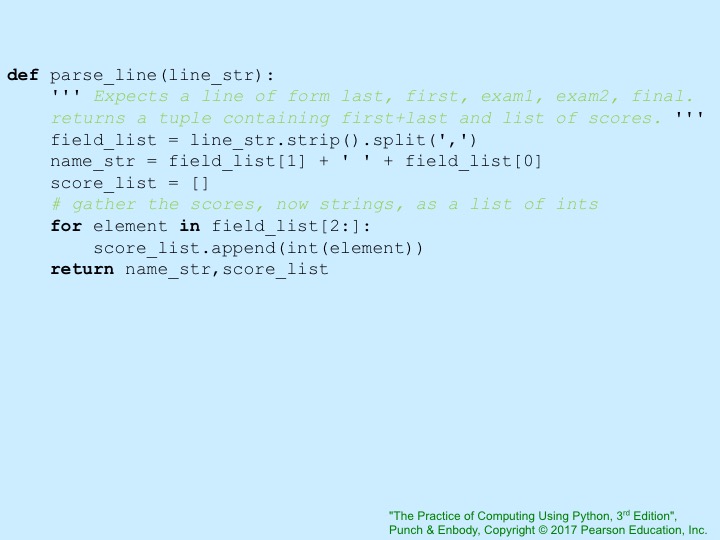 def parse_line(line_str):
    ''' Expects a line of form last, first, exam1, exam2, final.
    returns a tuple containing first+last and list of scores. '''
    field_list = line_str.strip().split(',')
    name_str = field_list[1] + ' ' + field_list[0]
    score_list = []
    # gather the scores, now strings, as a list of ints
    for element in field_list[2:]:
        score_list.append(int(element))
    return name_str,score_list
"The Practice of Computing Using Python, 3rd Edition",
Punch & Enbody, Copyright © 2017 Pearson Education, Inc.